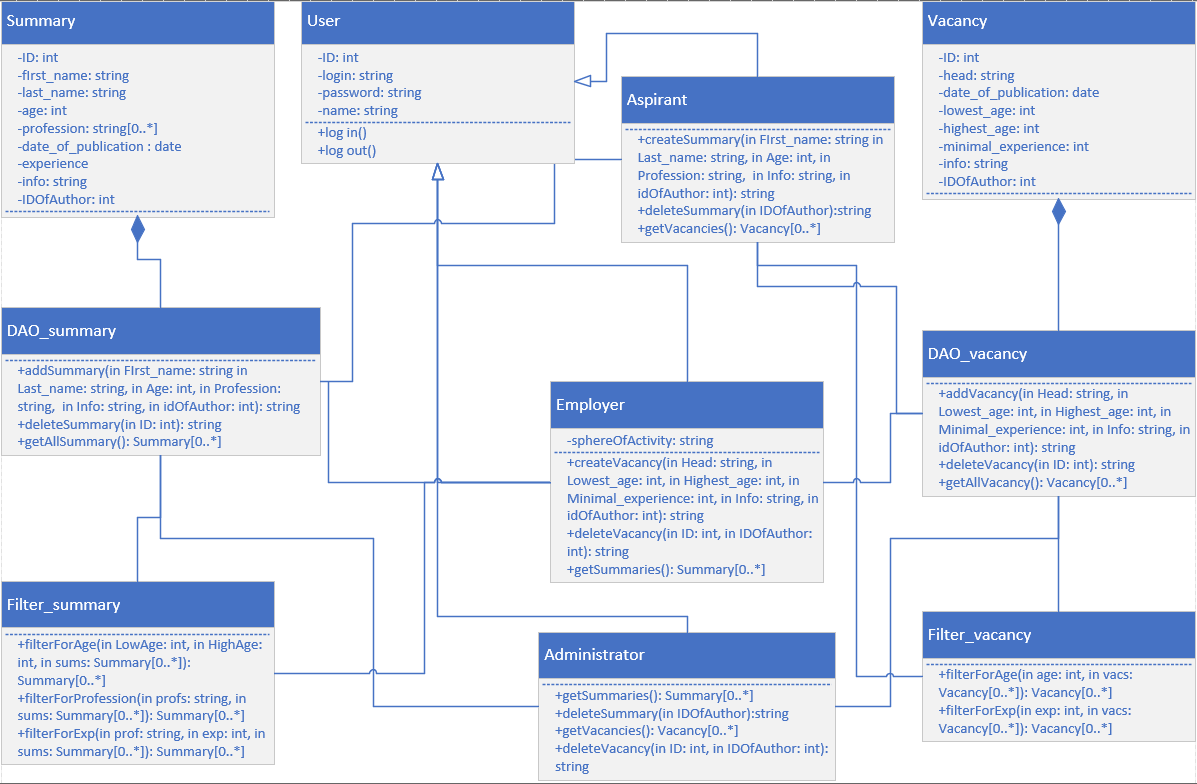 Summary
-ID: int
-fIrst_name: string
-last_name: string
-age: int
-profession: string[0..*]
-date_of_publication : date
-experience
-info: string
-IDOfAuthor: int
User
-ID: int
-login: string
-password: string
-name: string
+log in()
+log out()
Aspirant
+createSummary(in FIrst_name: string in
Last_name: string, in Age: int, in
Profession: string,  in Info: string, in
idOfAuthor: int): string
+deleteSummary(in IDOfAuthor):string
+getVacancies(): Vacancy[0..*]
Vacancy
-ID: int
-head: string
-date_of_publication: date
-lowest_age: int
-highest_age: int
-minimal_experience: int
-info: string
-IDOfAuthor: int
DAO_summary
+addSummary(in FIrst_name: string in
Last_name: string, in Age: int, in Profession:
string,  in Info: string, in idOfAuthor: int): string
+deleteSummary(in ID: int): string
+getAllSummary(): Summary[0..*]
Employer
-sphereOfActivity: string
+createVacancy(in Head: string, in
Lowest_age: int, in Highest_age: int, in
Minimal_experience: int, in Info: string, in
idOfAuthor: int): string
+deleteVacancy(in ID: int, in IDOfAuthor:
int): string
+getSummaries(): Summary[0..*]
DAO_vacancy
+addVacancy(in Head: string, in
Lowest_age: int, in Highest_age: int, in
Minimal_experience: int, in Info: string, in
idOfAuthor: int): string
+deleteVacancy(in ID: int): string
+getAllVacancy(): Vacancy[0..*]
Filter_summary
+filterForAge(in LowAge: int, in HighAge:
int, in sums: Summary[0..*]):
Summary[0..*]
+filterForProfession(in profs: string, in
sums: Summary[0..*]): Summary[0..*]
+filterForExp(in prof: string, in exp: int, in
sums: Summary[0..*]): Summary[0..*]
Administrator
+getSummaries(): Summary[0..*]
+deleteSummary(in IDOfAuthor):string
+getVacancies(): Vacancy[0..*]
+deleteVacancy(in ID: int, in IDOfAuthor: int):
string
Filter_vacancy
+filterForAge(in age: int, in vacs:
Vacancy[0..*]): Vacancy[0..*]
+filterForExp(in exp: int, in vacs:
Vacancy[0..*]): Vacancy[0..*]